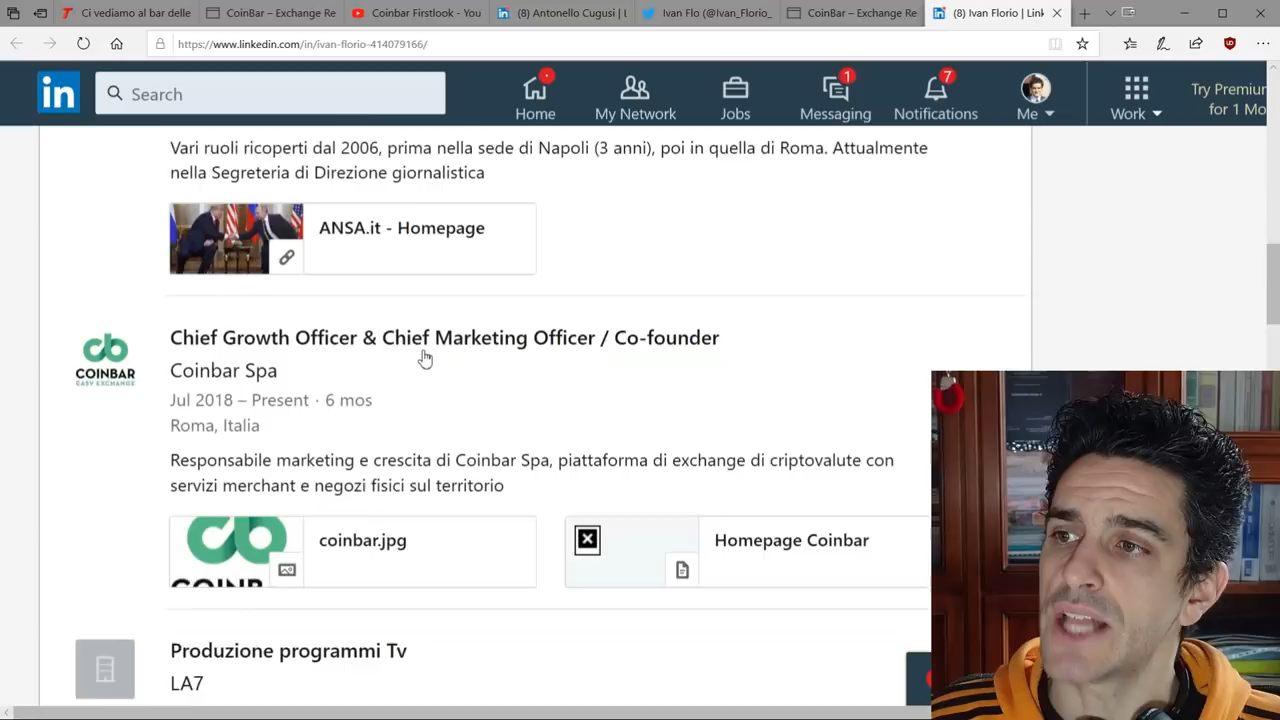 Ci vediamo al bar delle
CoinBar – Exchange Re
Coinbar Firstlook - You
(8) Antonello Cugusi |
Ivan Flo (@Ivan_Florio_
CoinBar – Exchange Re
(8) Ivan Florio | Link
https://www.linkedin.com/in/ivan-florio-414079166/
in
Search
Home
My Network
1
Messaging
Jobs
7
Notifications
Me
Work
Try Premium
for 1 Mo
Vari ruoli ricoperti dal 2006, prima nella sede di Napoli (3 anni), poi in quella di Roma. Attualmente
nella Segreteria di Direzione giornalistica
ANSA.it - Homepage
cb
COINBAR
EASY EXCHANGE
Chief Growth Officer & Chief Marketing Officer / Co-founder
Coinbar Spa
Jul 2018 – Present · 6 mos
Roma, Italia
Responsabile marketing e crescita di Coinbar Spa, piattaforma di exchange di criptovalute con
servizi merchant e negozi fisici sul territorio
coinbar.jpg
Homepage Coinbar
Produzione programmi Tv
LA7